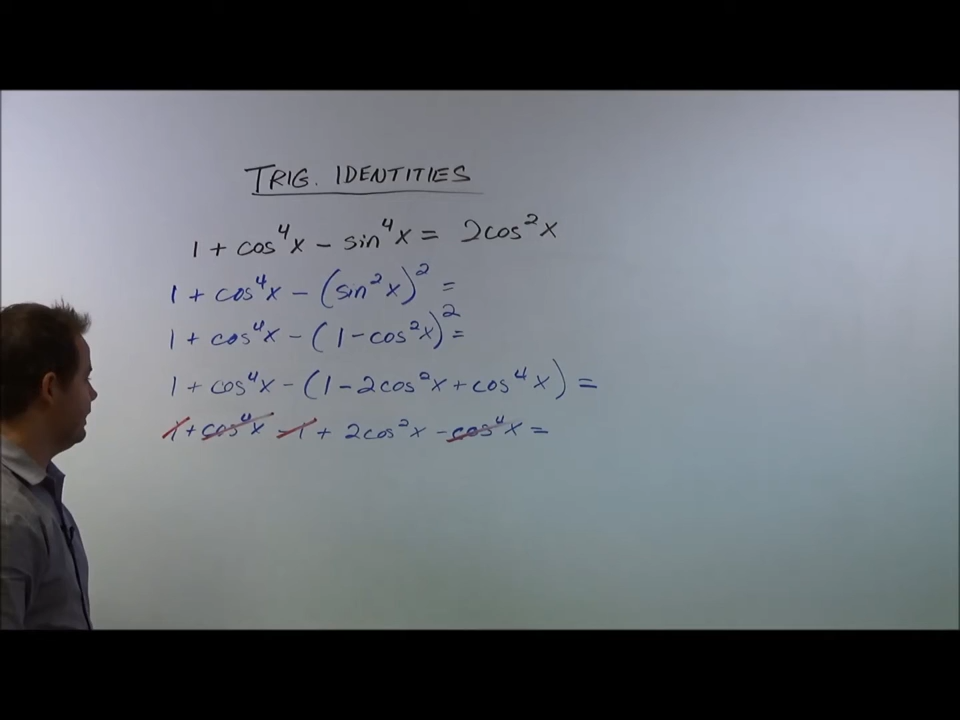 TRIG. IDENTITIES
1 + cos⁴x − sin⁴x = 2cos²x
1 + cos⁴x − (sin²x)² =
1 + cos⁴x − (1 − cos²x)² =
1 + cos⁴x − (1 − 2cos²x + cos⁴x) =
1 + cos⁴x − 1 + 2cos²x − cos⁴x =